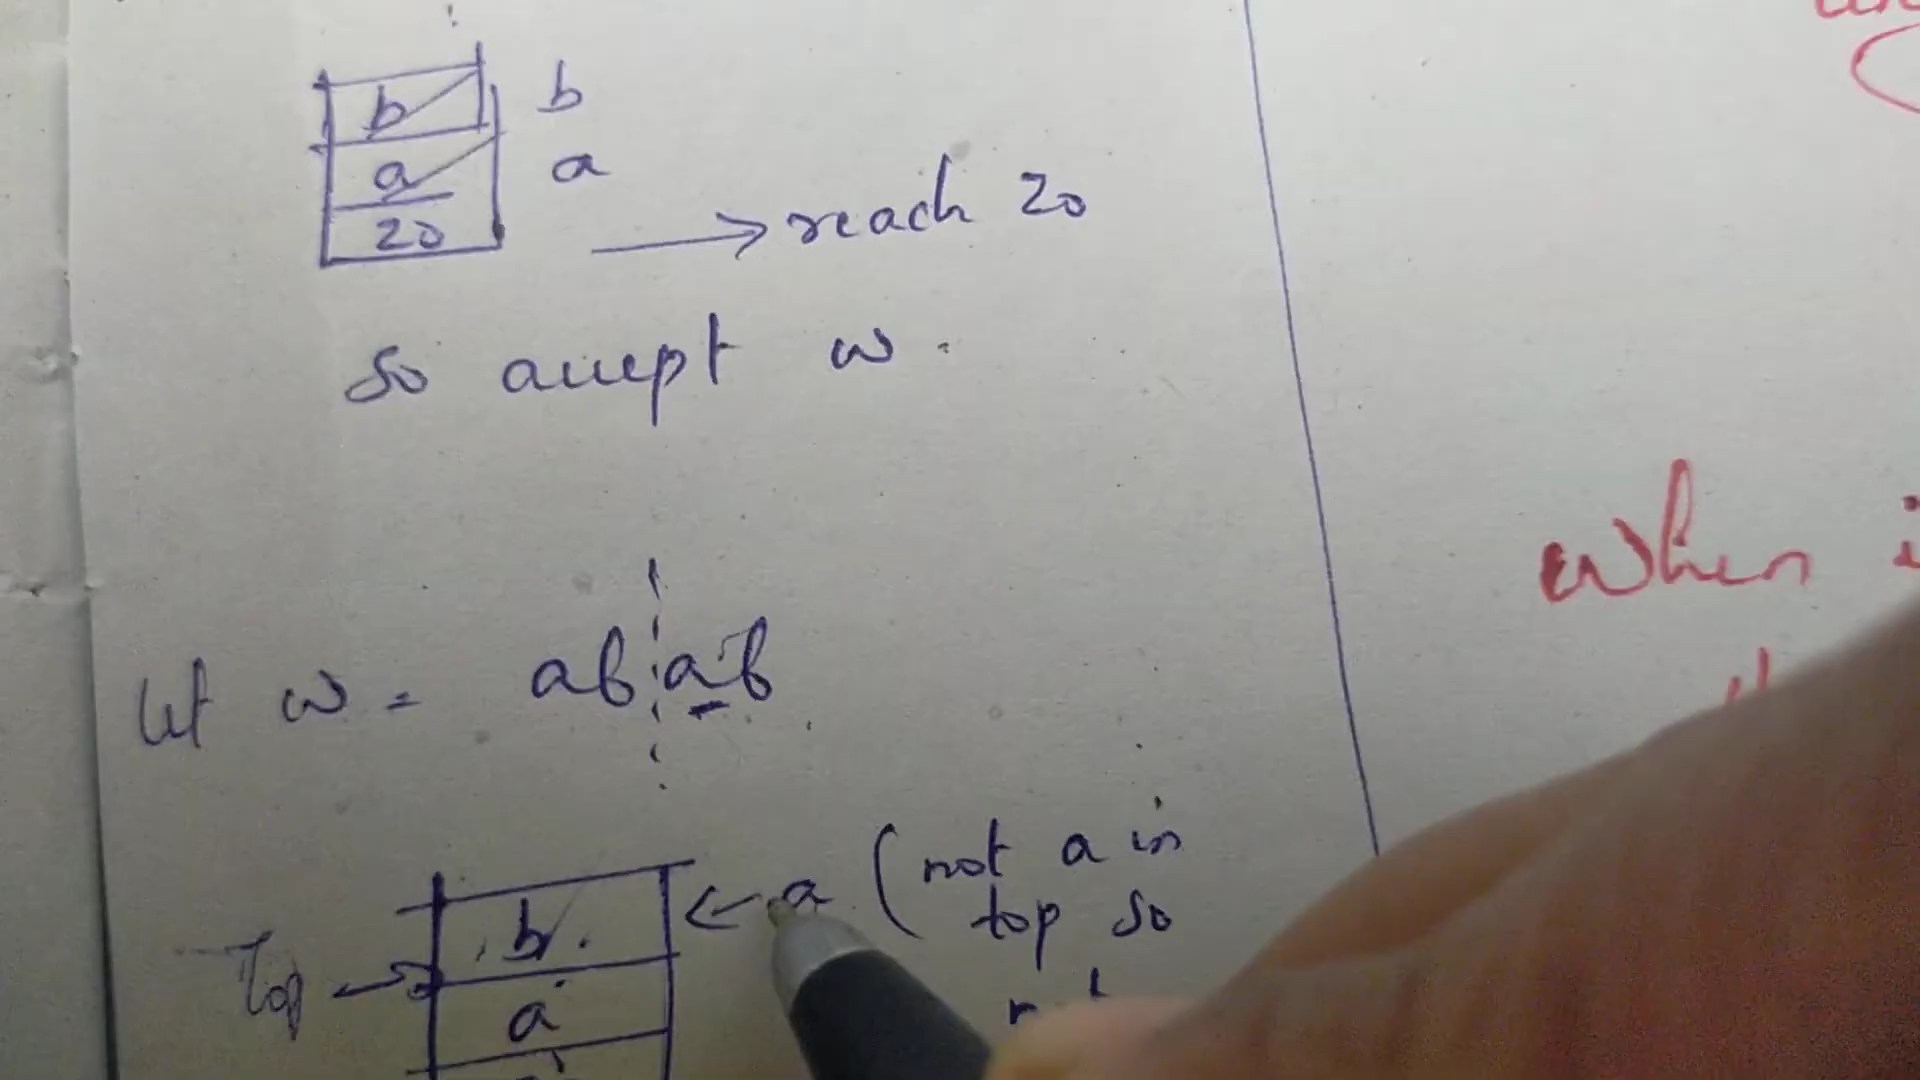 b b
a a
z0 → reach z0
So accept w.
let w = ab ab
b ← a (not a in
top so
Top →
a
when